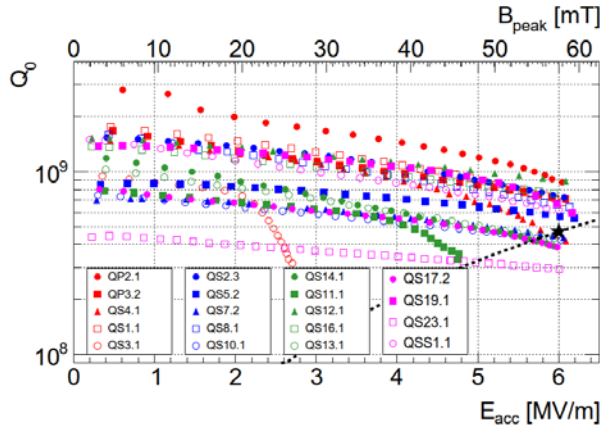 B_peak [mT]
0 10 20 30 40 50 60
Q_0
10^9
10^8
QP2.1
QP3.2
QS4.1
QS1.1
QS3.1
QS2.3
QS5.2
QS7.2
QS8.1
QS10.1
QS14.1
QS11.1
QS12.1
QS16.1
QS13.1
QS17.2
QS19.1
QS23.1
QSS1.1
0 1 2 3 4 5 6
E_acc [MV/m]